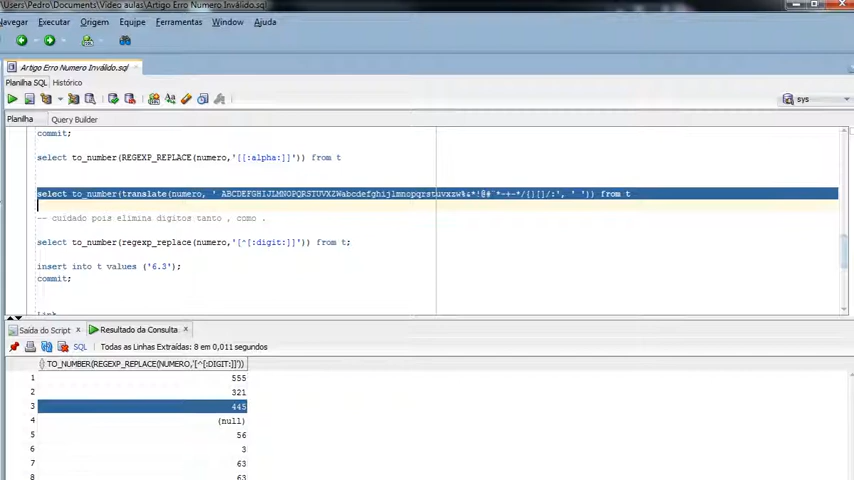 \Users\Pedro\Documents\Vídeo aulas\Artigo Erro Numero Inválido.sql
Navegar Executar Origem Equipe Ferramentas Window Ajuda
Artigo Erro Numero Inválido.sql
Planilha SQL Histórico
sys
Planilha Query Builder
commit;
select to_number(REGEXP_REPLACE(numero,'[[:alpha:]]')) from t
select to_number(translate(numero, ' ABCDEFGHIJLMNOPQRSTUVXZWabcdefghijlmnopqrstuvxzw%&*!@#¨*-+-*/{}[]/:', ' ')) from t
-- cuidado pois elimina digitos tanto , como .
select to_number(regexp_replace(numero,'[^[:digit:]]')) from t;
insert into t values ('6.3');
commit;
Saída do Script x Resultado da Consulta x
SQL Todas as Linhas Extraídas: 8 em 0,011 segundos
TO_NUMBER(REGEXP_REPLACE(NUMERO,'[^[:DIGIT:]]'))
1 555
2 321
3 445
4 (null)
5 56
6 3
7 63
8 63